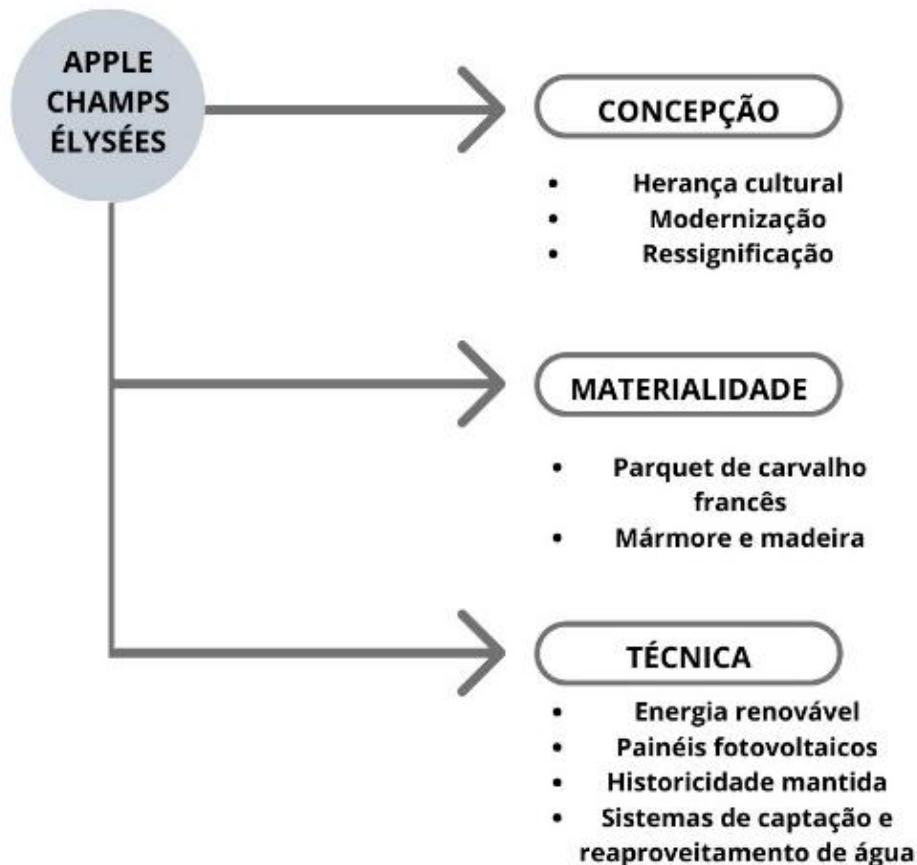 APPLE
CHAMPS
ÉLYSÉES
CONCEPÇÃO
• Herança cultural
• Modernização
• Ressignificação
MATERIALIDADE
• Parquet de carvalho
francês
• Mármore e madeira
TÉCNICA
• Energia renovável
• Painéis fotovoltaicos
• Historicidade mantida
• Sistemas de captação e
reaproveitamento de água